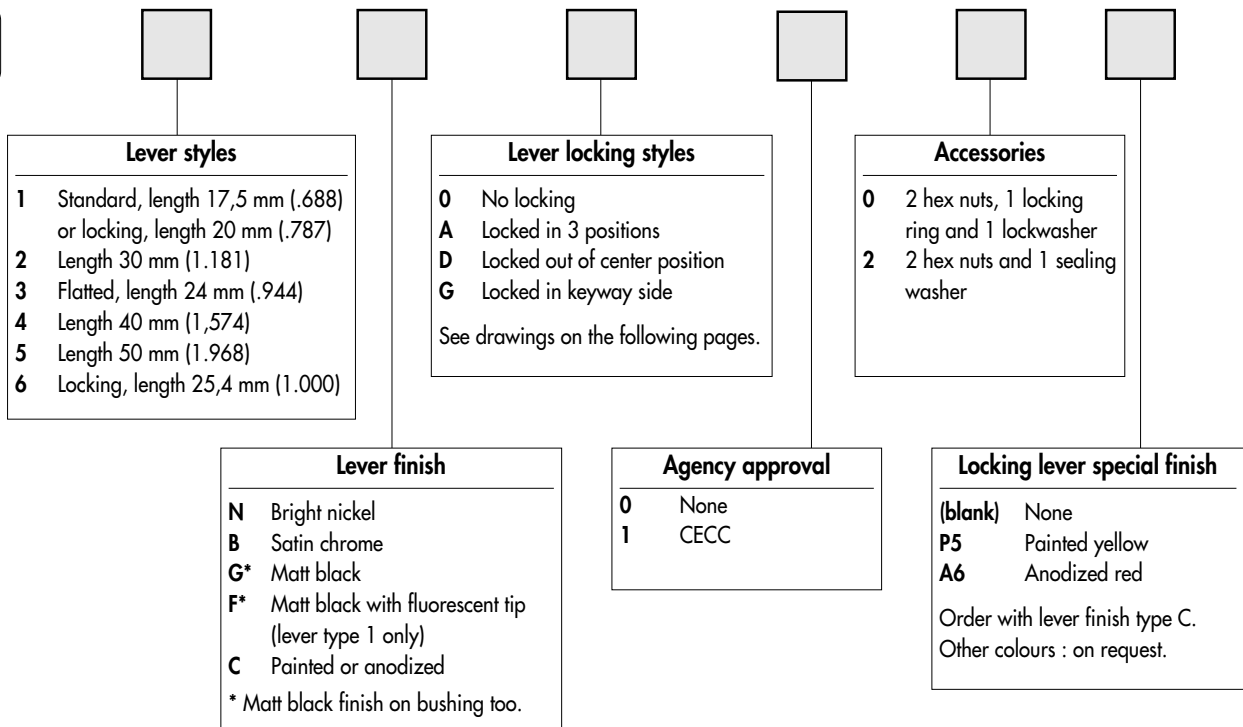 Lever styles
1 Standard, length 17,5 mm (.688)
or locking, length 20 mm (.787)
2 Length 30 mm (1.181)
3 Flatted, length 24 mm (.944)
4 Length 40 mm (1,574)
5 Length 50 mm (1.968)
6 Locking, length 25,4 mm (1.000)
Lever locking styles
0 No locking
A Locked in 3 positions
D Locked out of center position
G Locked in keyway side
See drawings on the following pages.
Accessories
0 2 hex nuts, 1 locking
ring and 1 lockwasher
2 2 hex nuts and 1 sealing
washer
Lever finish
N Bright nickel
B Satin chrome
G* Matt black
F* Matt black with fluorescent tip
(lever type 1 only)
C Painted or anodized
* Matt black finish on bushing too.
Agency approval
0 None
1 CECC
Locking lever special finish
(blank) None
P5 Painted yellow
A6 Anodized red
Order with lever finish type C.
Other colours : on request.